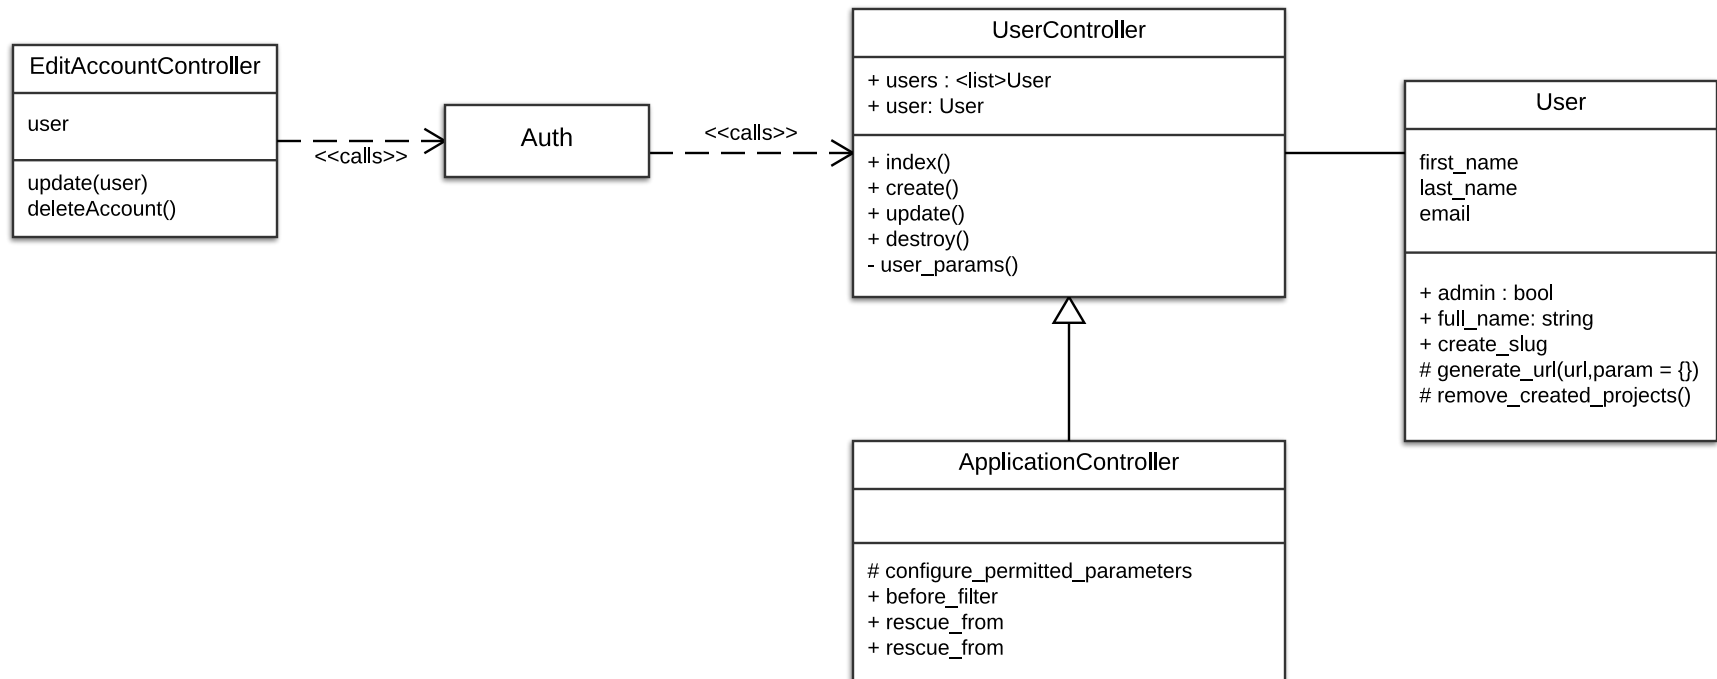 EditAccountController
user
update(user)
deleteAccount()
<<calls>>
Auth
<<calls>>
UserController
+ users : <list>User
+ user: User
+ index()
+ create()
+ update()
+ destroy()
- user_params()
User
first_name
last_name
email
+ admin : bool
+ full_name: string
+ create_slug
# generate_url(url,param = {})
# remove_created_projects()
ApplicationController
# configure_permitted_parameters
+ before_filter
+ rescue_from
+ rescue_from